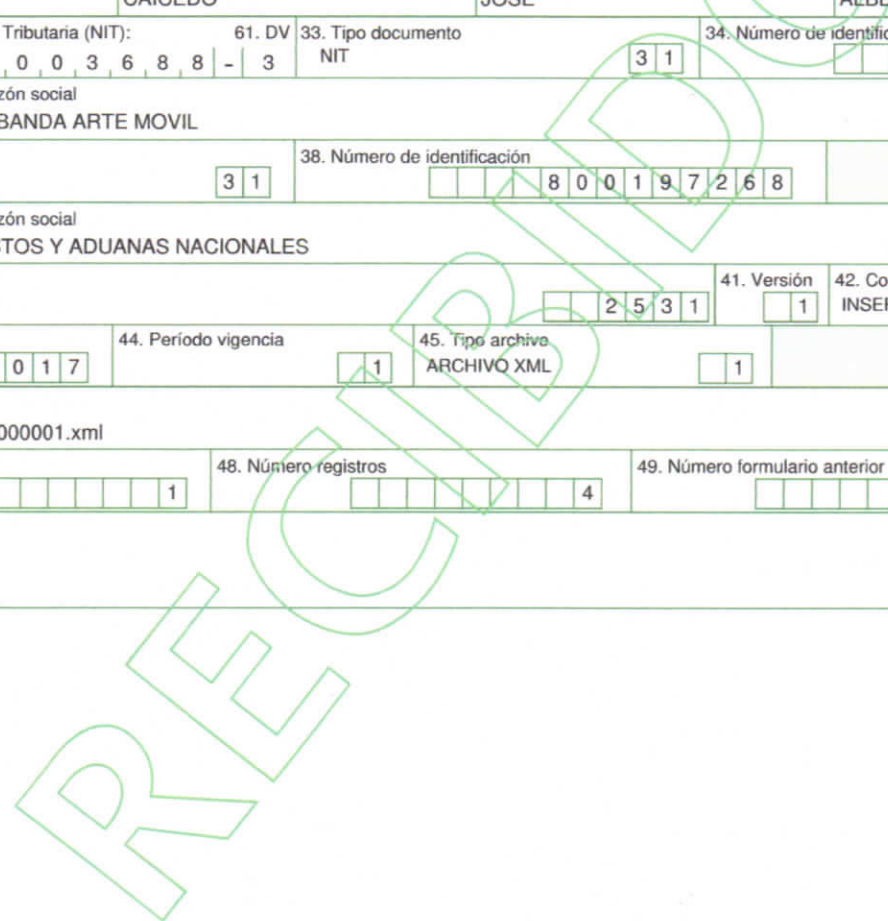 CAICEDO JOSE
Tributaria (NIT): 61. DV 33. Tipo documento 34. Número de identific
0 0 3 6 8 8 - 3 NIT 3 1
zón social
BANDA ARTE MOVIL
38. Número de identificación
3 1 8 0 0 1 9 7 2 6 8
zón social
STOS Y ADUANAS NACIONALES
41. Versión 42. Co
2 5 3 1 1 INSER
44. Período vigencia 45. Tipo archivo
0 1 7 1 ARCHIVO XML 1
000001.xml
48. Número registros 49. Número formulario anterior
1 4
RECIBIDO